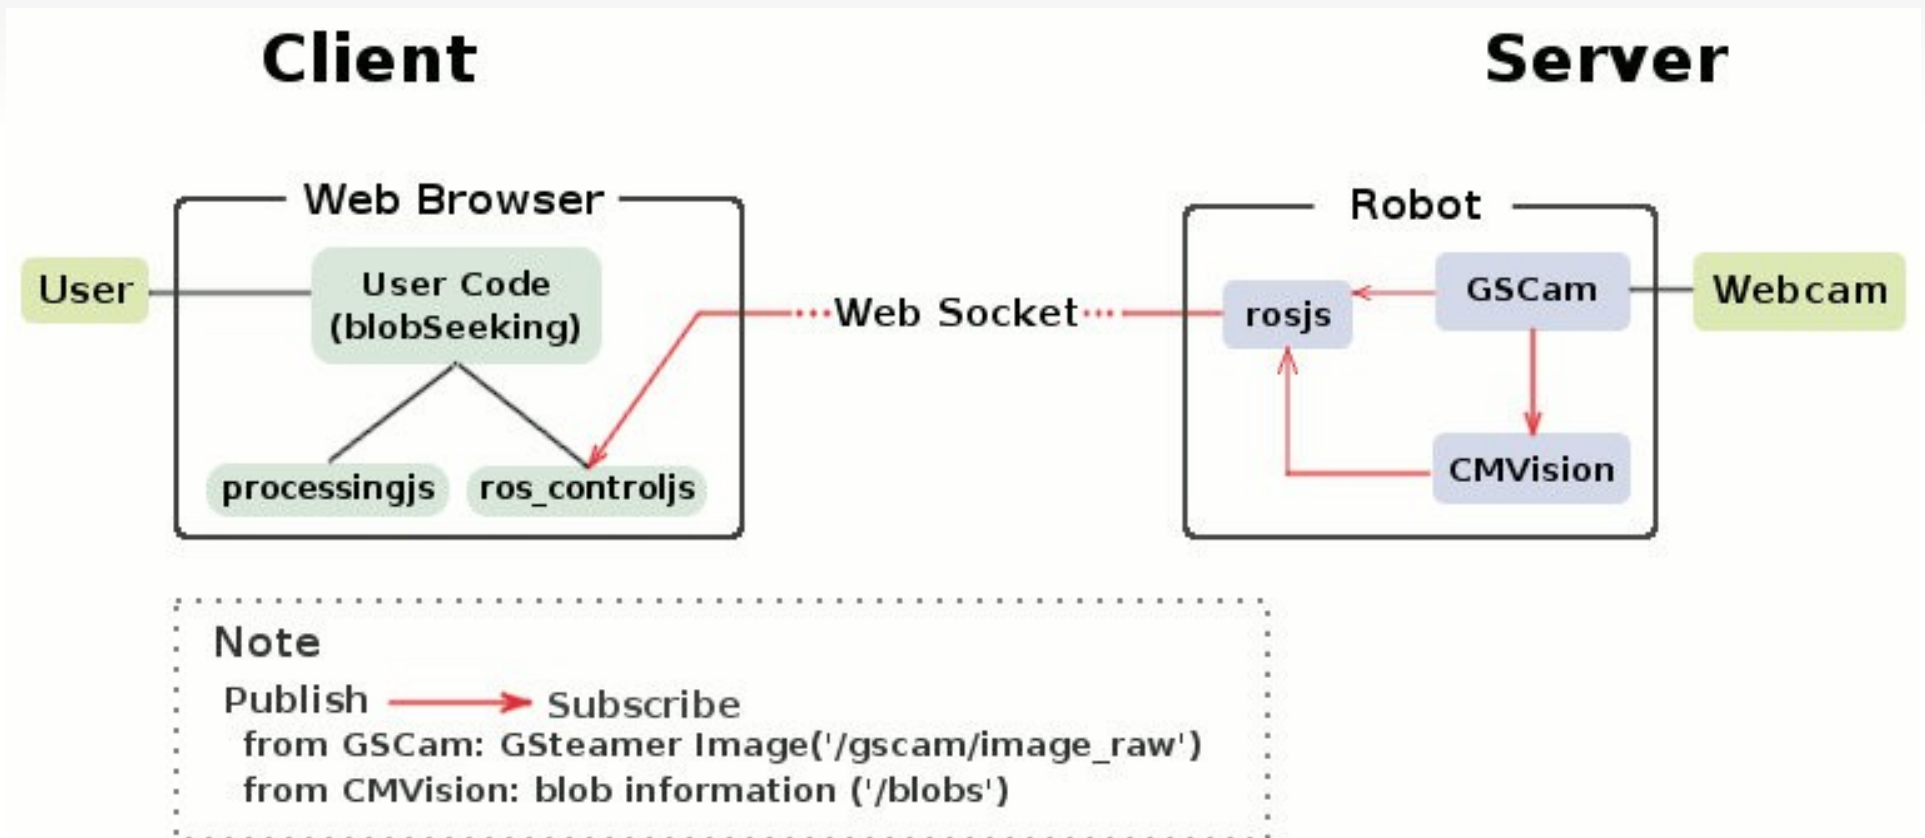 Client
Server
Web Browser
Robot
User
User Code
(blobSeeking)
Web Socket
rosjs
GSCam
Webcam
processingjs
ros_controljs
CMVision
Note
Publish
Subscribe
from GSCam: GSteamer Image('/gscam/image_raw')
from CMVision: blob information ('/blobs')